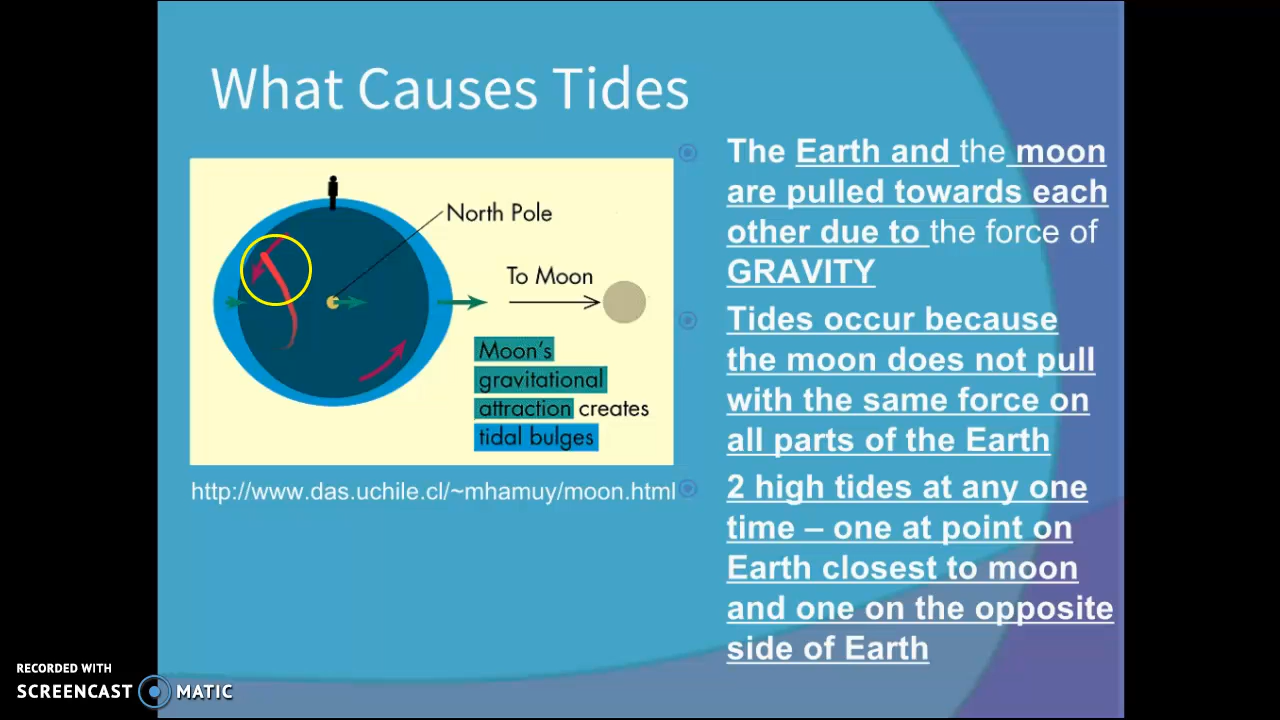 What Causes Tides
North Pole
To Moon
Moon's
gravitational
attraction creates
tidal bulges
http://www.das.uchile.cl/~mhamuy/moon.html
The Earth and the moon
are pulled towards each
other due to the force of
GRAVITY
Tides occur because
the moon does not pull
with the same force on
all parts of the Earth
2 high tides at any one
time – one at point on
Earth closest to moon
and one on the opposite
side of Earth
RECORDED WITH
SCREENCAST MATIC